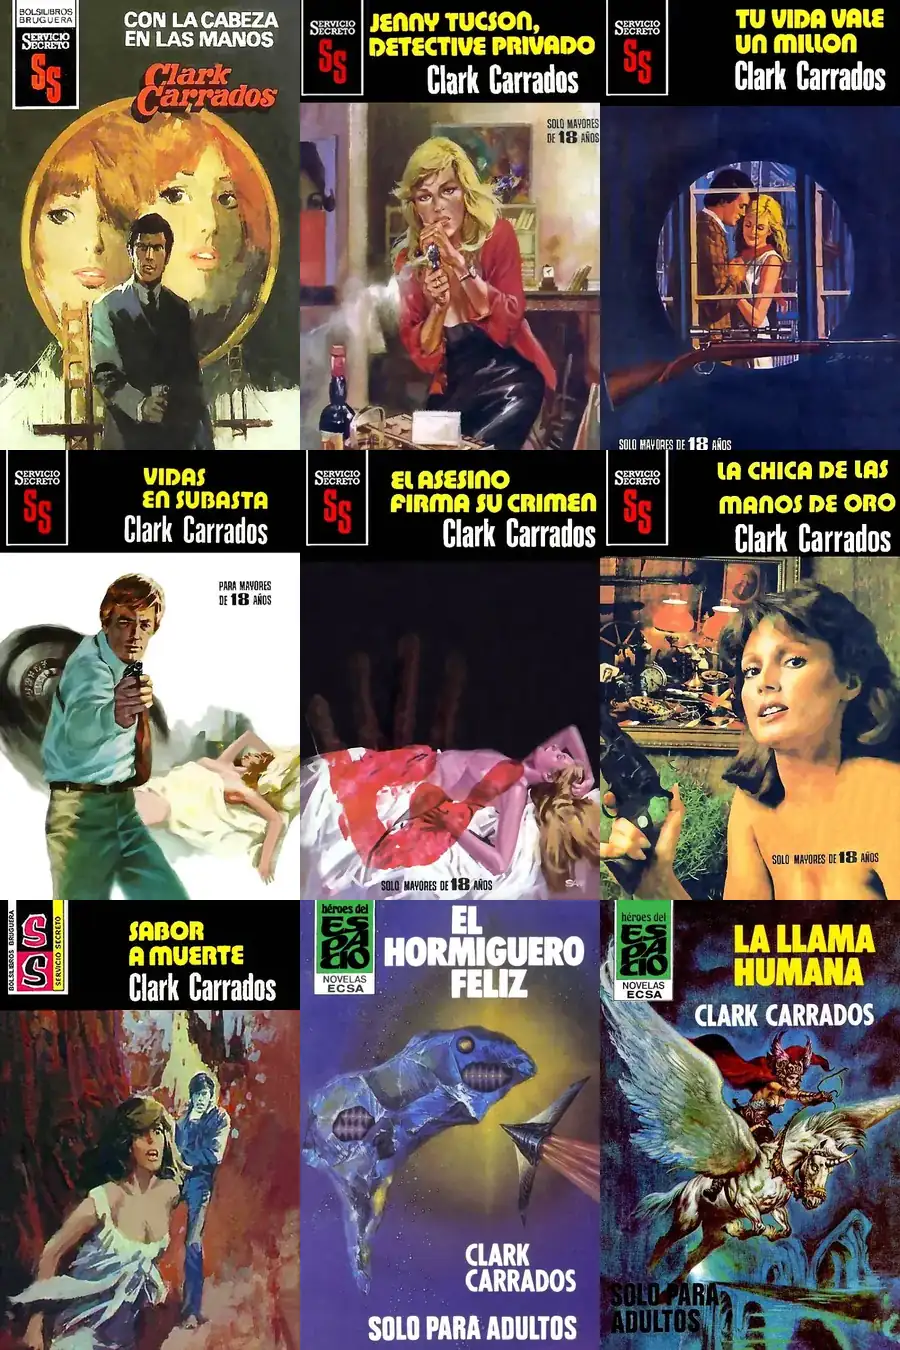 BOLSILIBROS
BRUGUERA
SERVICIO
SECRETO
SS
CON LA CABEZA
EN LAS MANOS
Clark
Carrados
SERVICIO
SECRETO
SS
JENNY TUCSON,
DETECTIVE PRIVADO
Clark Carrados
SOLO MAYORES
DE 18 AÑOS
SERVICIO
SECRETO
SS
TU VIDA VALE
UN MILLON
Clark Carrados
SOLO MAYORES DE 18 AÑOS
SERVICIO
SECRETO
SS
VIDAS
EN SUBASTA
Clark Carrados
PARA MAYORES
DE 18 AÑOS
SERVICIO
SECRETO
SS
EL ASESINO
FIRMA SU CRIMEN
Clark Carrados
SOLO MAYORES DE 18 AÑOS
SERVICIO
SECRETO
SS
LA CHICA DE LAS
MANOS DE ORO
Clark Carrados
SOLO MAYORES DE 18 AÑOS
BOLSILIBROS BRUGUERA
SS
SERVICIO SECRETO
SABOR
A MUERTE
Clark Carrados
héroes del
ESPACIO
NOVELAS
ECSA
EL
HORMIGUERO
FELIZ
CLARK
CARRADOS
SOLO PARA ADULTOS
héroes del
ESPACIO
NOVELAS
ECSA
LA LLAMA
HUMANA
CLARK CARRADOS
SOLO PARA
ADULTOS